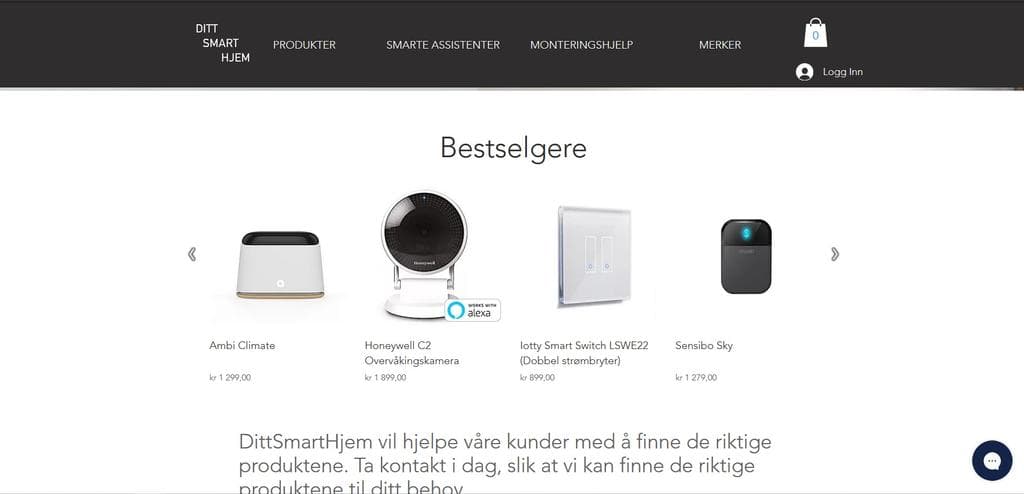 DITT
SMART
HJEM
PRODUKTER
SMARTE ASSISTENTER
MONTERINGSHJELP
MERKER
0
Logg Inn
Bestselgere
Honeywell
WORKS WITH
alexa
Ambi Climate
kr 1 299,00
Honeywell C2
Overvåkingskamera
kr 1 899,00
Iotty Smart Switch LSWE22
(Dobbel strømbryter)
kr 899,00
Sensibo Sky
kr 1 279,00
DittSmartHjem vil hjelpe våre kunder med å finne de riktige
produktene. Ta kontakt i dag, slik at vi kan finne de riktige
produktene til ditt behov